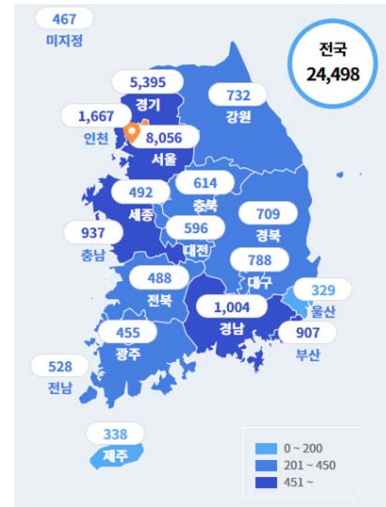 467
미지정
전국
24,498
5,395
경기
732
강원
1,667
인천
8,056
서울
492
세종
614
충북
709
경북
937
충남
596
대전
788
대구
488
전북
329
울산
1,004
경남
455
광주
907
부산
528
전남
338
제주
0 ~ 200
201 ~ 450
451 ~